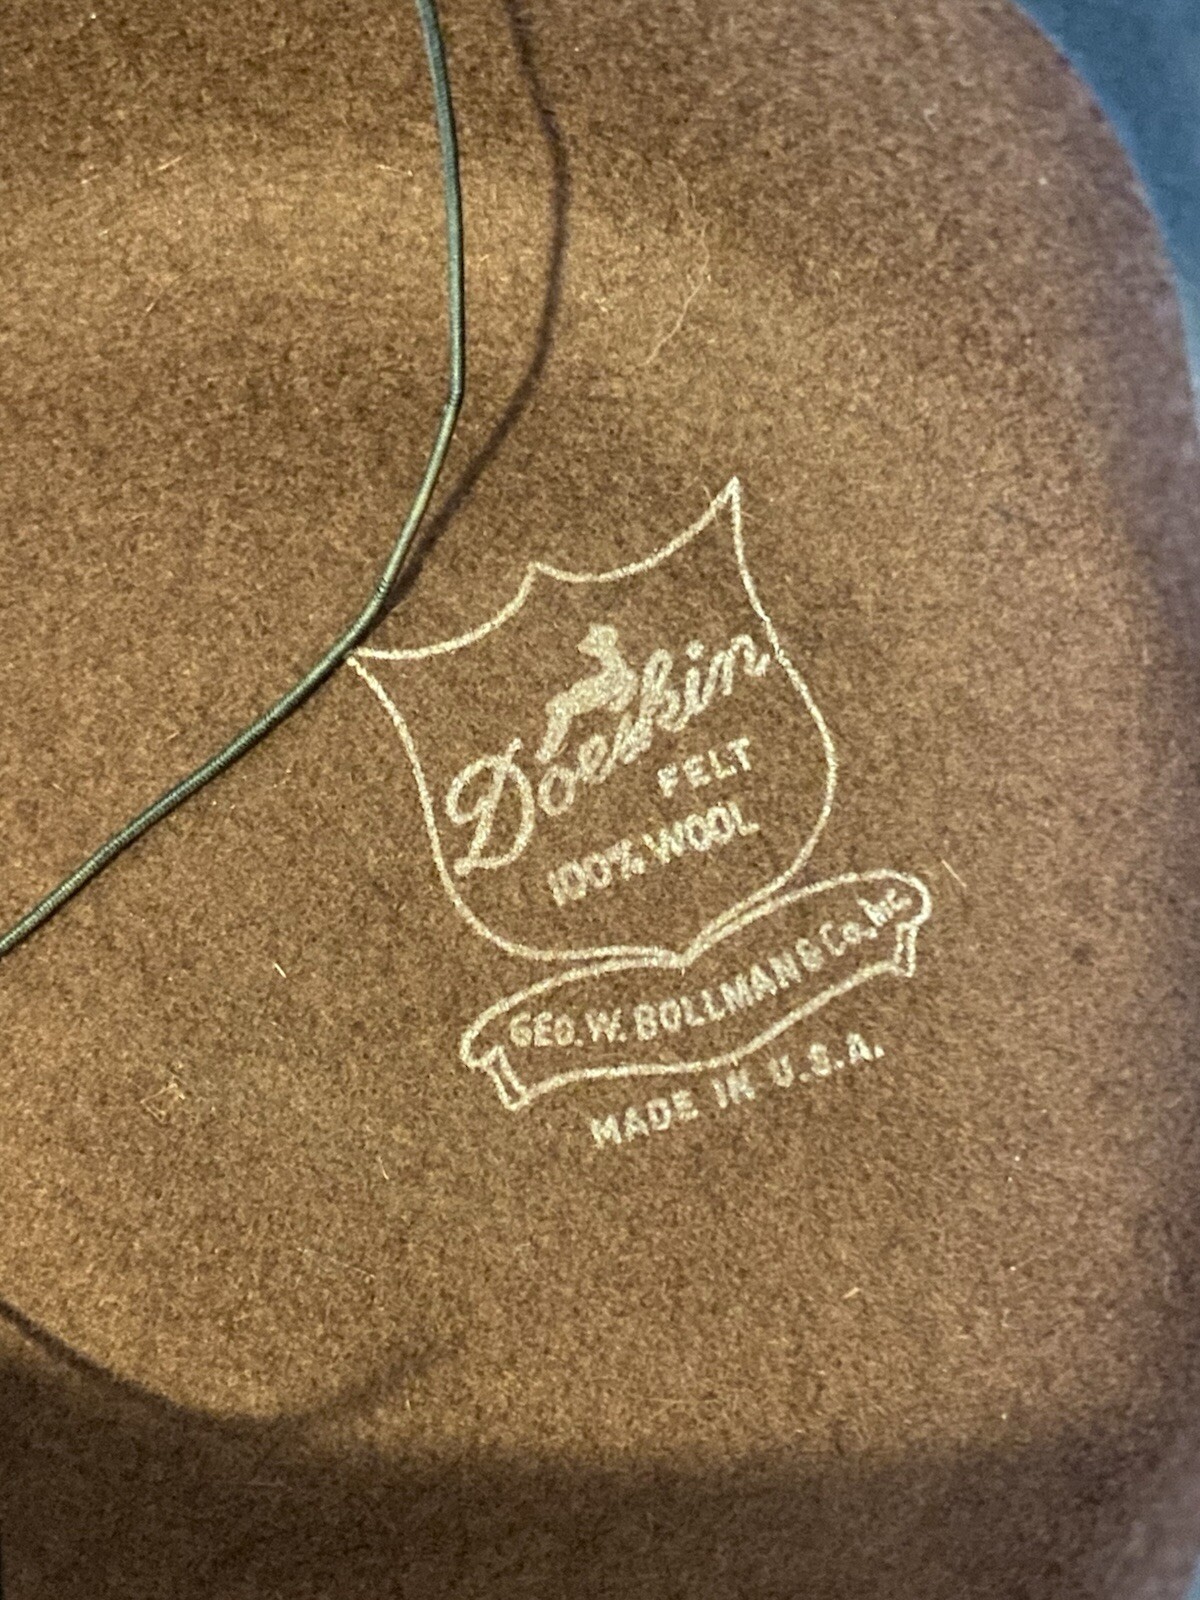 Doeskin
FELT
100% WOOL
GEO. W. BOLLMAN & Co., Inc.
MADE IN U.S.A.